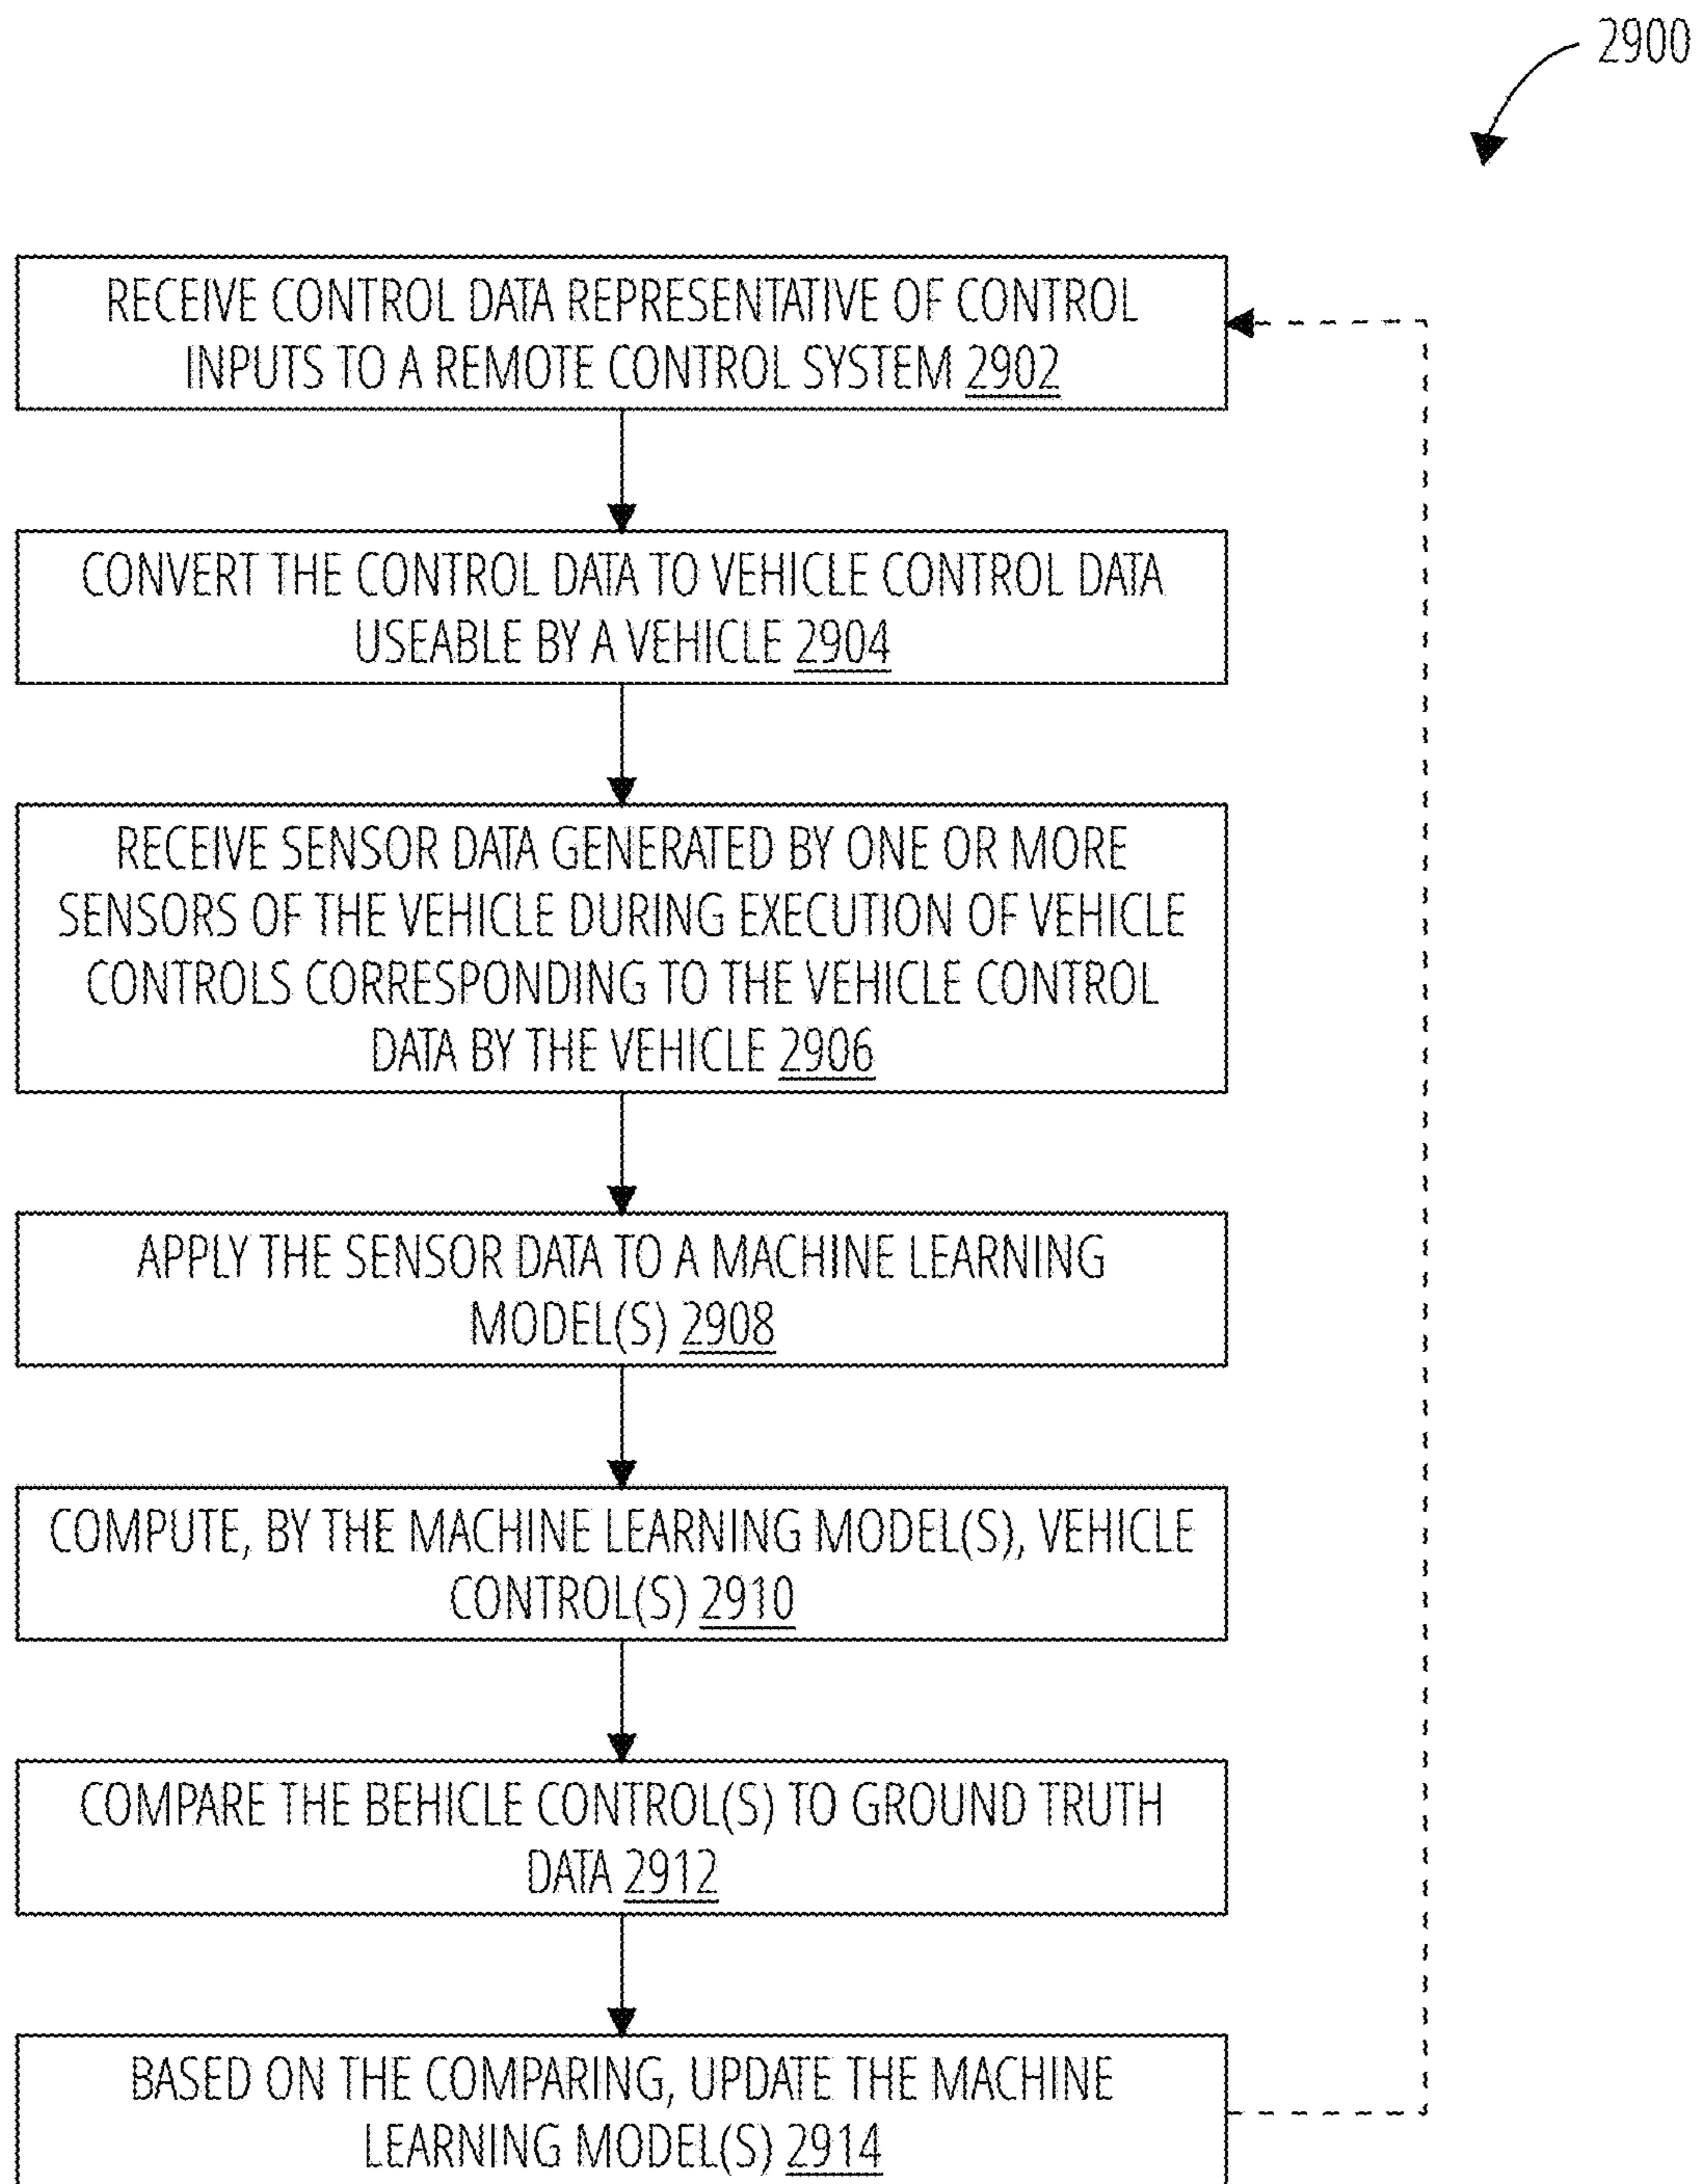 2900
RECEIVE CONTROL DATA REPRESENTATIVE OF CONTROL
INPUTS TO A REMOTE CONTROL SYSTEM 2902
CONVERT THE CONTROL DATA TO VEHICLE CONTROL DATA
USEABLE BY A VEHICLE 2904
RECEIVE SENSOR DATA GENERATED BY ONE OR MORE
SENSORS OF THE VEHICLE DURING EXECUTION OF VEHICLE
CONTROLS CORRESPONDING TO THE VEHICLE CONTROL
DATA BY THE VEHICLE 2906
APPLY THE SENSOR DATA TO A MACHINE LEARNING
MODEL(S) 2908
COMPUTE, BY THE MACHINE LEARNING MODEL(S), VEHICLE
CONTROL(S) 2910
COMPARE THE BEHICLE CONTROL(S) TO GROUND TRUTH
DATA 2912
BASED ON THE COMPARING, UPDATE THE MACHINE
LEARNING MODEL(S) 2914